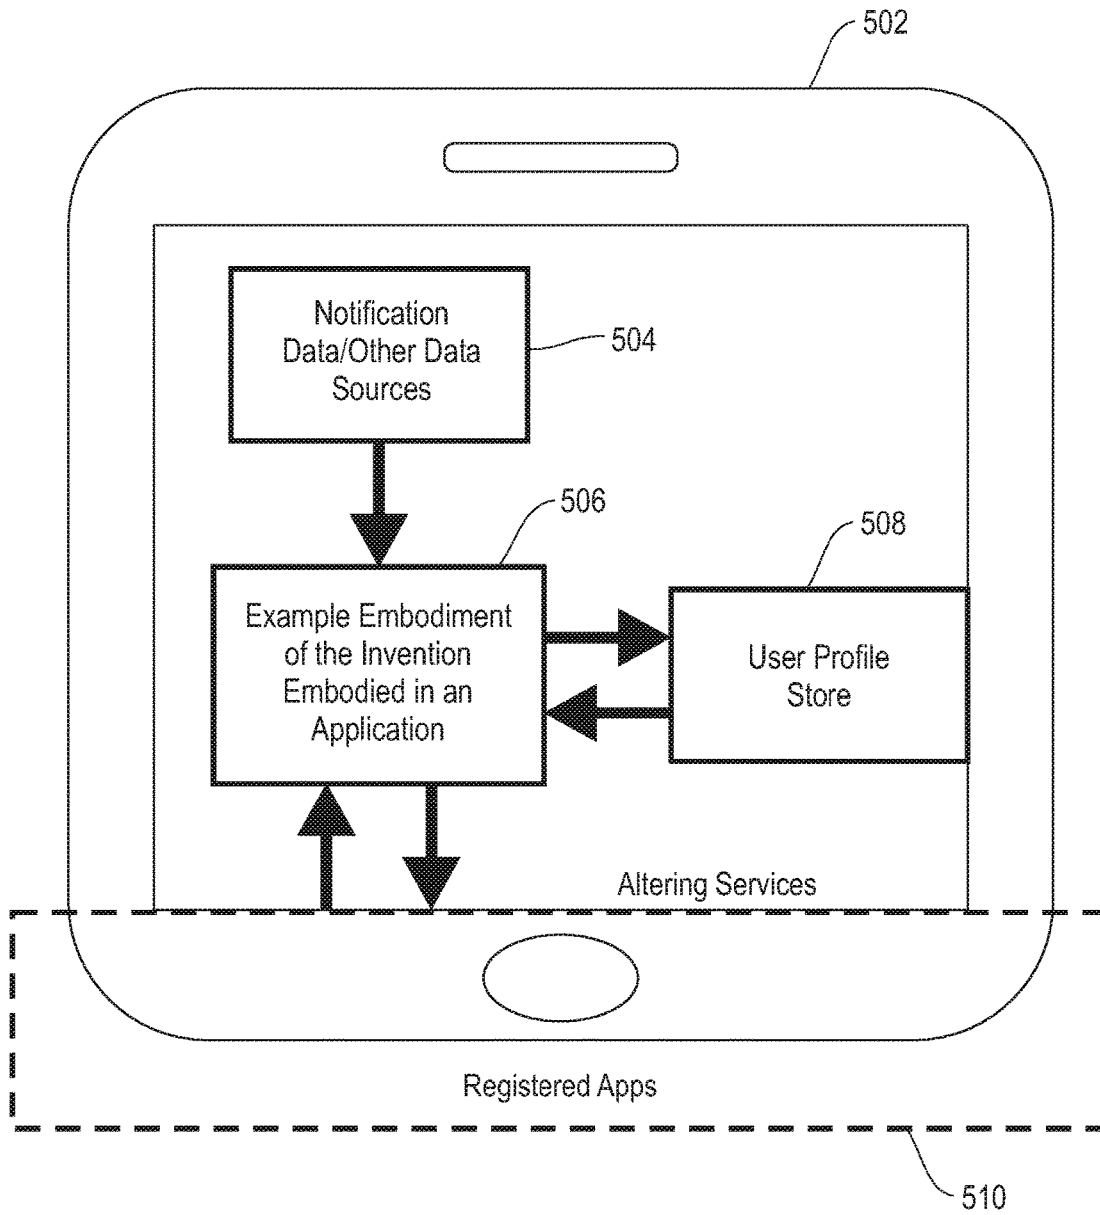 502
Notification
Data/Other Data
Sources
504
506
508
Example Embodiment
of the Invention
Embodied in an
Application
User Profile
Store
Altering Services
Registered Apps
510